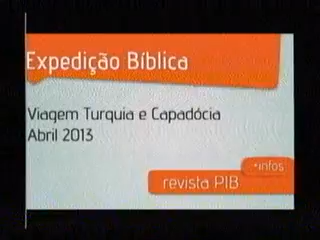 Expedição Bíblica
Viagem Turquia e Capadócia
Abril 2013
+infos
revista PIB